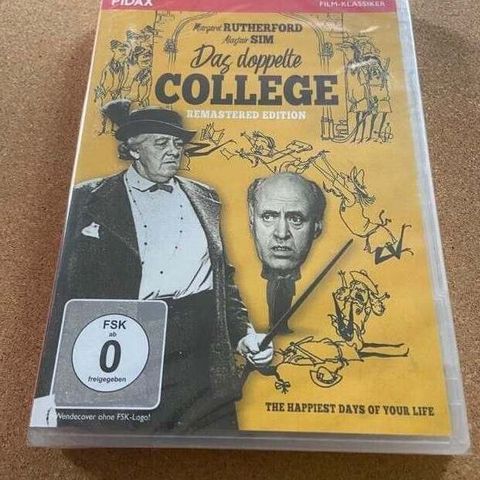 PIDAX
FILM-KLASSIKER
Margaret RUTHERFORD
Alastair SIM
Das doppelte
COLLEGE
REMASTERED EDITION
FSK
ab
0
freigegeben
Wendecover ohne FSK-Logo!
THE HAPPIEST DAYS OF YOUR LIFE